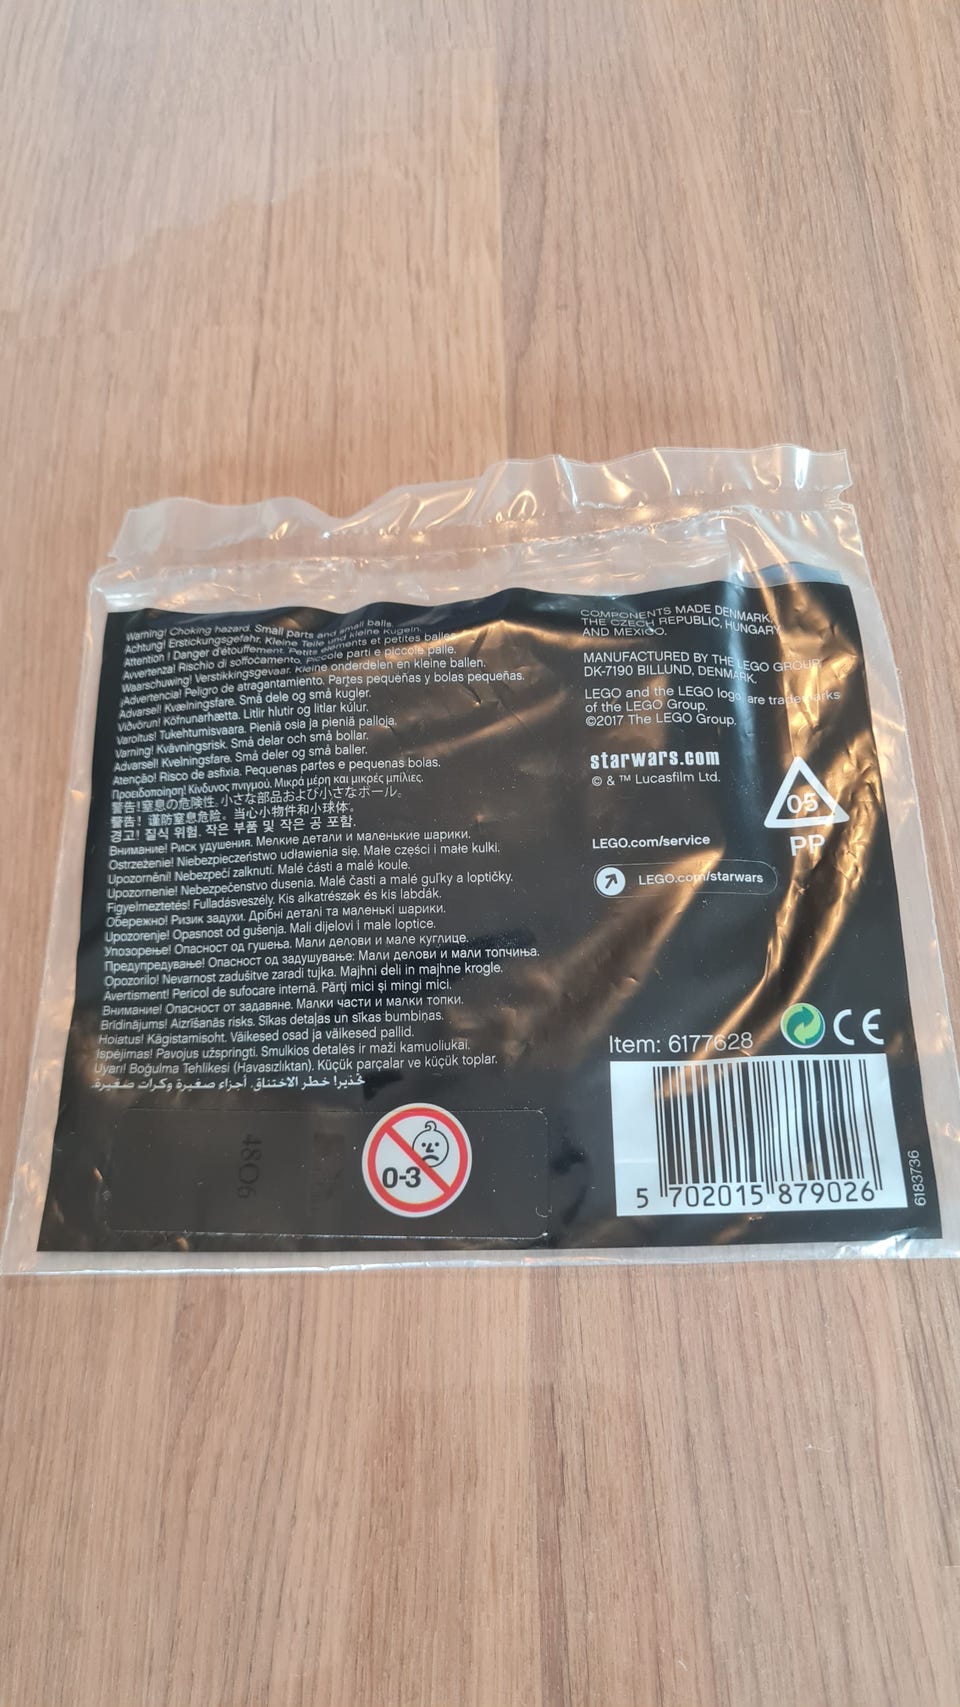 Warning! Choking hazard. Small parts and small balls.
Achtung! Erstickungsgefahr. Kleine Teile und kleine Kugeln.
Attention ! Danger d'étouffement. Petits éléments et petites balles.
Avvertenza! Rischio di soffocamento. Piccole parti e piccole palle.
Waarschuwing! Verstikkingsgevaar. Kleine onderdelen en kleine ballen.
¡Advertencia! Peligro de atragantamiento. Partes pequeñas y bolas pequeñas.
Advarsel! Kvælningsfare. Små dele og små kugler.
Viðvörun! Köfnunarhætta. Litlir hlutir og litlar kúlur.
Varoitus! Tukehtumisvaara. Pieniä osia ja pieniä palloja.
Varning! Kvävningsrisk. Små delar och små bollar.
Advarsel! Kvelningsfare. Små deler og små baller.
Atenção! Risco de asfixia. Pequenas partes e pequenas bolas.
Προειδοποίηση! Κίνδυνος πνιγμού. Μικρά μέρη και μικρές μπίλιες.
警告!窒息の危険性。小さな部品および小さなボール。
警告！谨防窒息危险。当心小物件和小球体。
경고! 질식 위험. 작은 부품 및 작은 공 포함.
Внимание! Риск удушения. Мелкие детали и маленькие шарики.
Ostrzeżenie! Niebezpieczeństwo udławienia się. Małe części i małe kulki.
Upozornění! Nebezpečí zalknutí. Malé části a malé koule.
Upozornenie! Nebezpečenstvo dusenia. Malé časti a malé guľky a loptičky.
Figyelmeztetés! Fulladásveszély. Kis alkatrészek és kis labdák.
Обережно! Ризик задухи. Дрібні деталі та маленькі шарики.
Upozorenje! Opasnost od gušenja. Mali dijelovi i male loptice.
Упозорење! Опасност од гушења. Мали делови и мале куглице.
Предупредување! Опасност од задушување: Мали делови и мали топчиња.
Opozorilo! Nevarnost zadušitve zaradi tujka. Majhni deli in majhne krogle.
Avertisment! Pericol de sufocare internă. Părţi mici şi mingi mici.
Внимание! Опасност от задавяне. Малки части и малки топки.
Brīdinājums! Aizrīšanās risks. Sīkas detaļas un sīkas bumbiņas.
Hoiatus! Kägistamisoht. Väikesed osad ja väikesed pallid.
Įspėjimas! Pavojus užspringti. Smulkios detalės ir maži kamuoliukai.
Uyarı! Boğulma Tehlikesi (Havasızlıktan). Küçük parçalar ve küçük toplar.
تحذير! خطر الاختناق. أجزاء صغيرة وكرات صغيرة.
48O6
0-3
COMPONENTS MADE DENMARK,
THE CZECH REPUBLIC, HUNGARY
AND MEXICO.
MANUFACTURED BY THE LEGO GROUP,
DK-7190 BILLUND, DENMARK.
LEGO and the LEGO logo are trademarks
of the LEGO Group.
©2017 The LEGO Group.
starwars.com
© & ™ Lucasfilm Ltd.
05
PP
LEGO.com/service
LEGO.com/starwars
Item: 6177628
CE
5 702015 879026
6183736